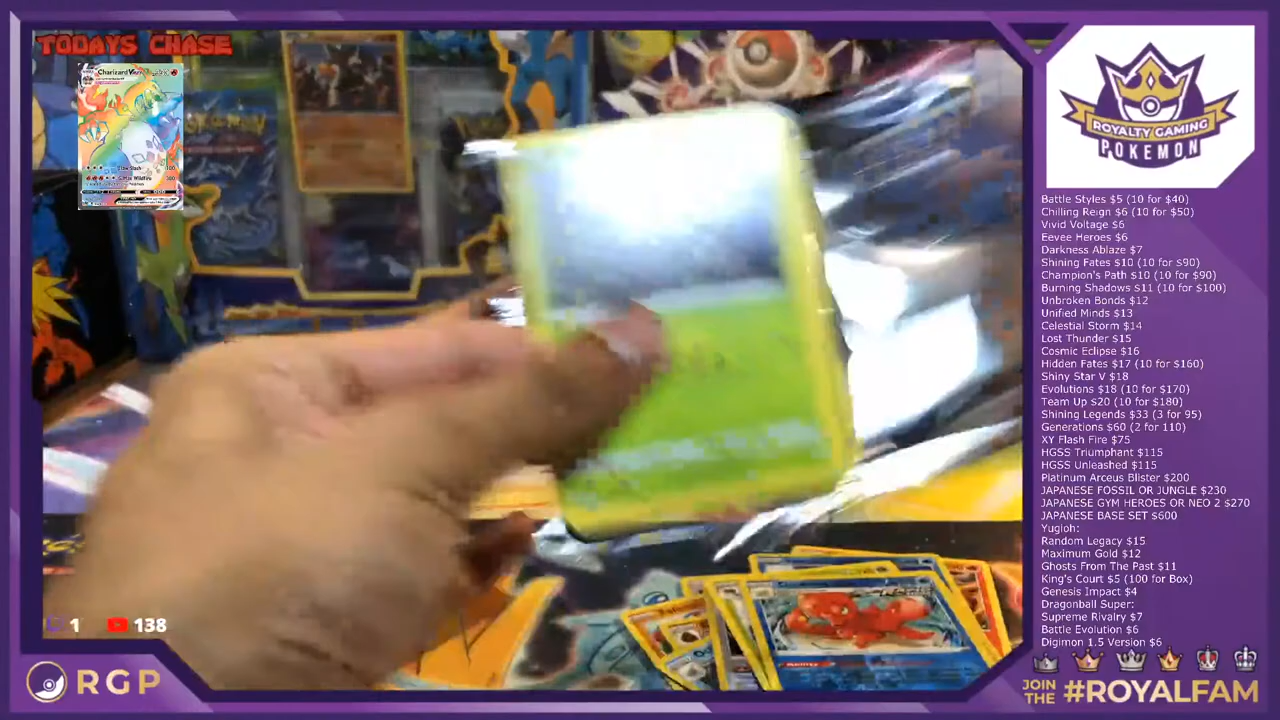 TODAYS CHASE
Charizard
Claw Slash 100
G-Max Wildfire 300
POKEMON
ROYALTY GAMING
POKEMON
Battle Styles $5 (10 for $40)
Chilling Reign $6 (10 for $50)
Vivid Voltage $6
Eevee Heroes $6
Darkness Ablaze $7
Shining Fates $10 (10 for $90)
Champion's Path $10 (10 for $90)
Burning Shadows $11 (10 for $100)
Unbroken Bonds $12
Unified Minds $13
Celestial Storm $14
Lost Thunder $15
Cosmic Eclipse $16
Hidden Fates $17 (10 for $160)
Shiny Star V $18
Evolutions $18 (10 for $170)
Team Up $20 (10 for $180)
Shining Legends $33 (3 for 95)
Generations $60 (2 for 110)
XY Flash Fire $75
HGSS Triumphant $115
HGSS Unleashed $115
Platinum Arceus Blister $200
JAPANESE FOSSIL OR JUNGLE $230
JAPANESE GYM HEROES OR NEO 2 $270
JAPANESE BASE SET $600
Yugioh:
Random Legacy $15
Maximum Gold $12
Ghosts From The Past $11
King's Court $5 (100 for Box)
Genesis Impact $4
Dragonball Super:
Supreme Rivalry $7
Battle Evolution $6
Digimon 1.5 Version $6
1 138
RGP
JOIN THE #ROYALFAM